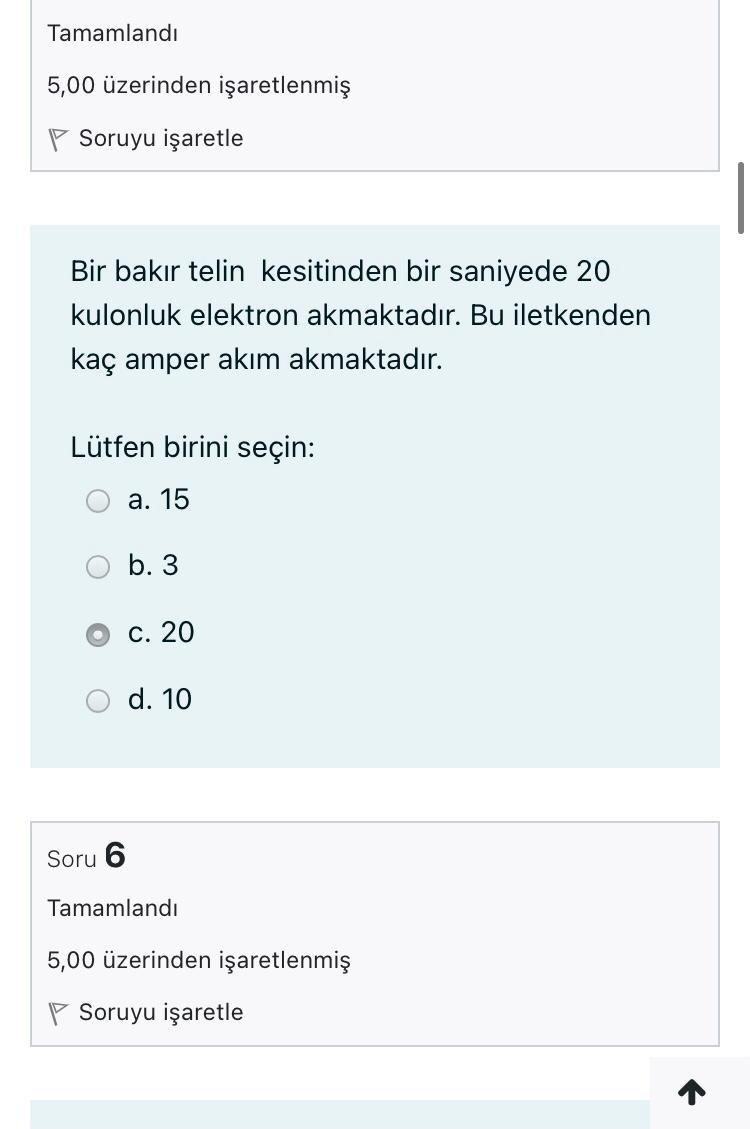 Tamamlandı
5,00 üzerinden işaretlenmiş
Soruyu işaretle
Bir bakır telin kesitinden bir saniyede 20
kulonluk elektron akmaktadır. Bu iletkenden
kaç amper akım akmaktadır.
Lütfen birini seçin:
a. 15
b. 3
c. 20
d. 10
Soru 6
Tamamlandı
5,00 üzerinden işaretlenmiş
Soruyu işaretle